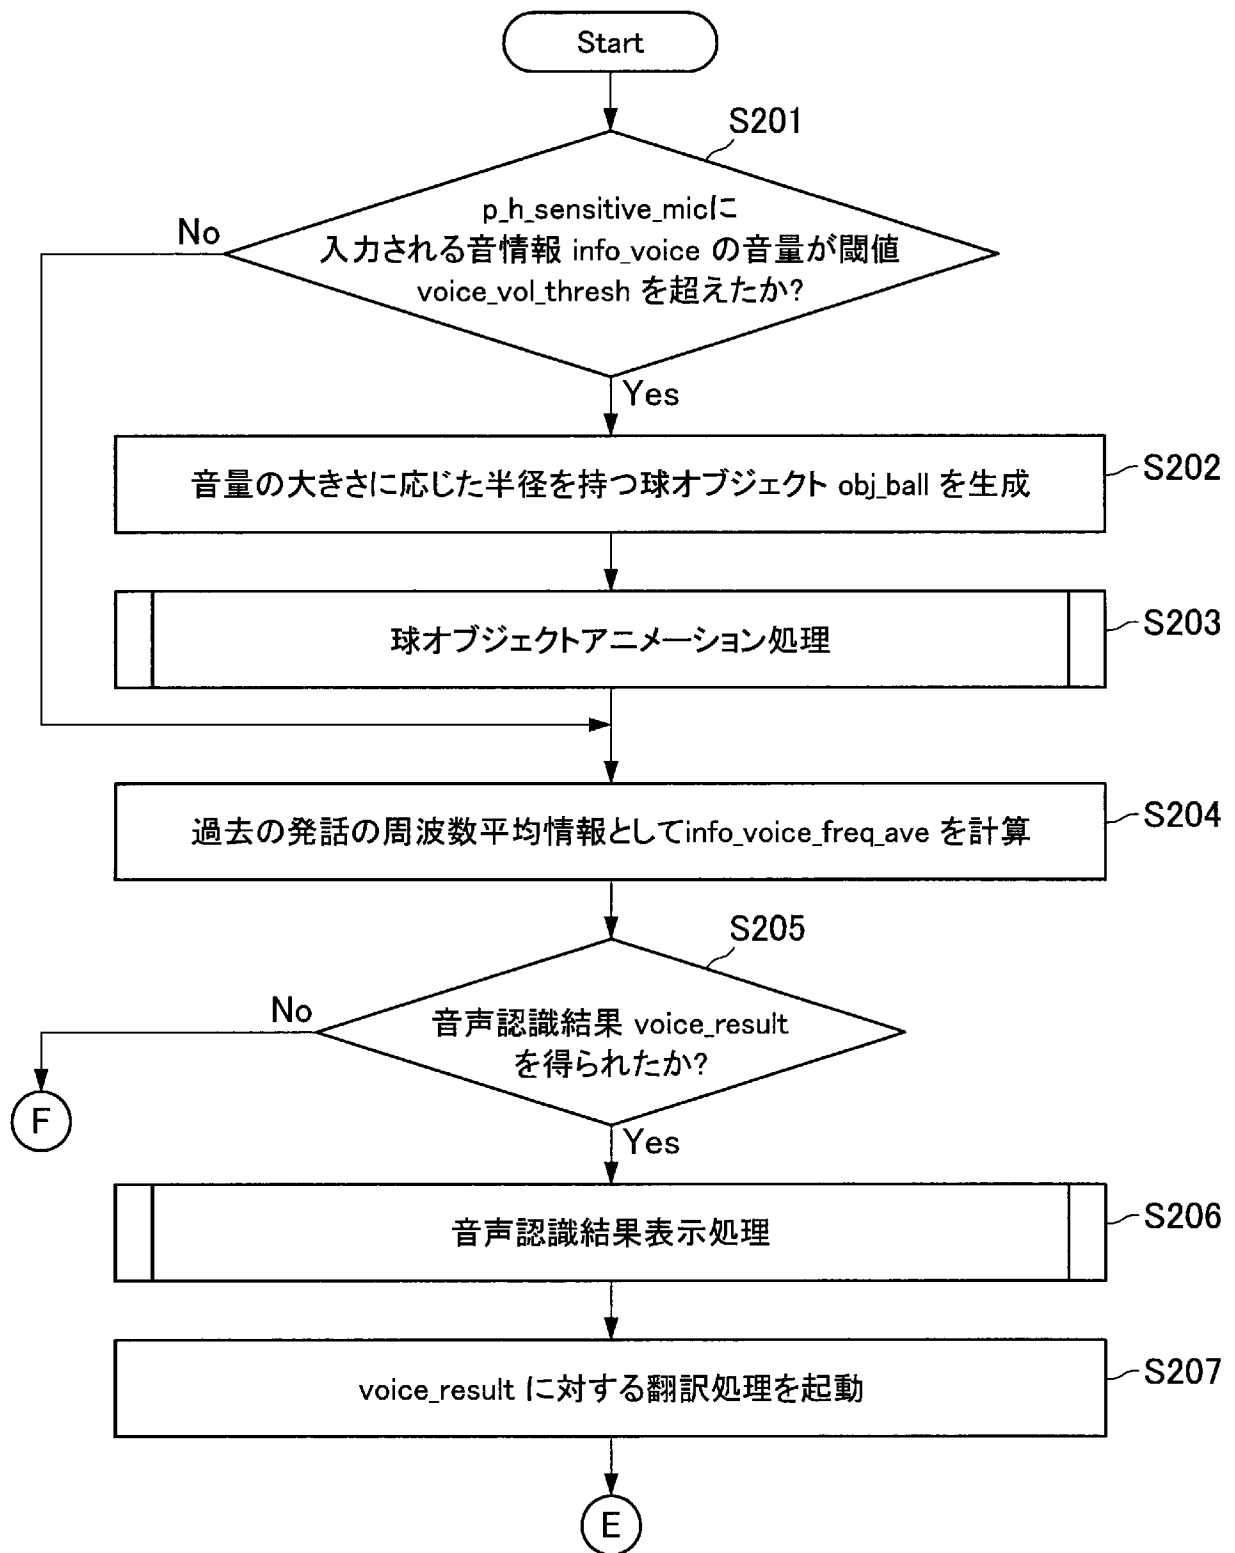 Start
S201
p_h_sensitive_micに
入力される音情報 info_voice の音量が閾値
voice_vol_thresh を超えたか?
No
Yes
音量の大きさに応じた半径を持つ球オブジェクト obj_ball を生成
S202
球オブジェクトアニメーション処理
S203
過去の発話の周波数平均情報としてinfo_voice_freq_ave を計算
S204
S205
音声認識結果 voice_result
を得られたか?
No
F
Yes
音声認識結果表示処理
S206
voice_result に対する翻訳処理を起動
S207
E